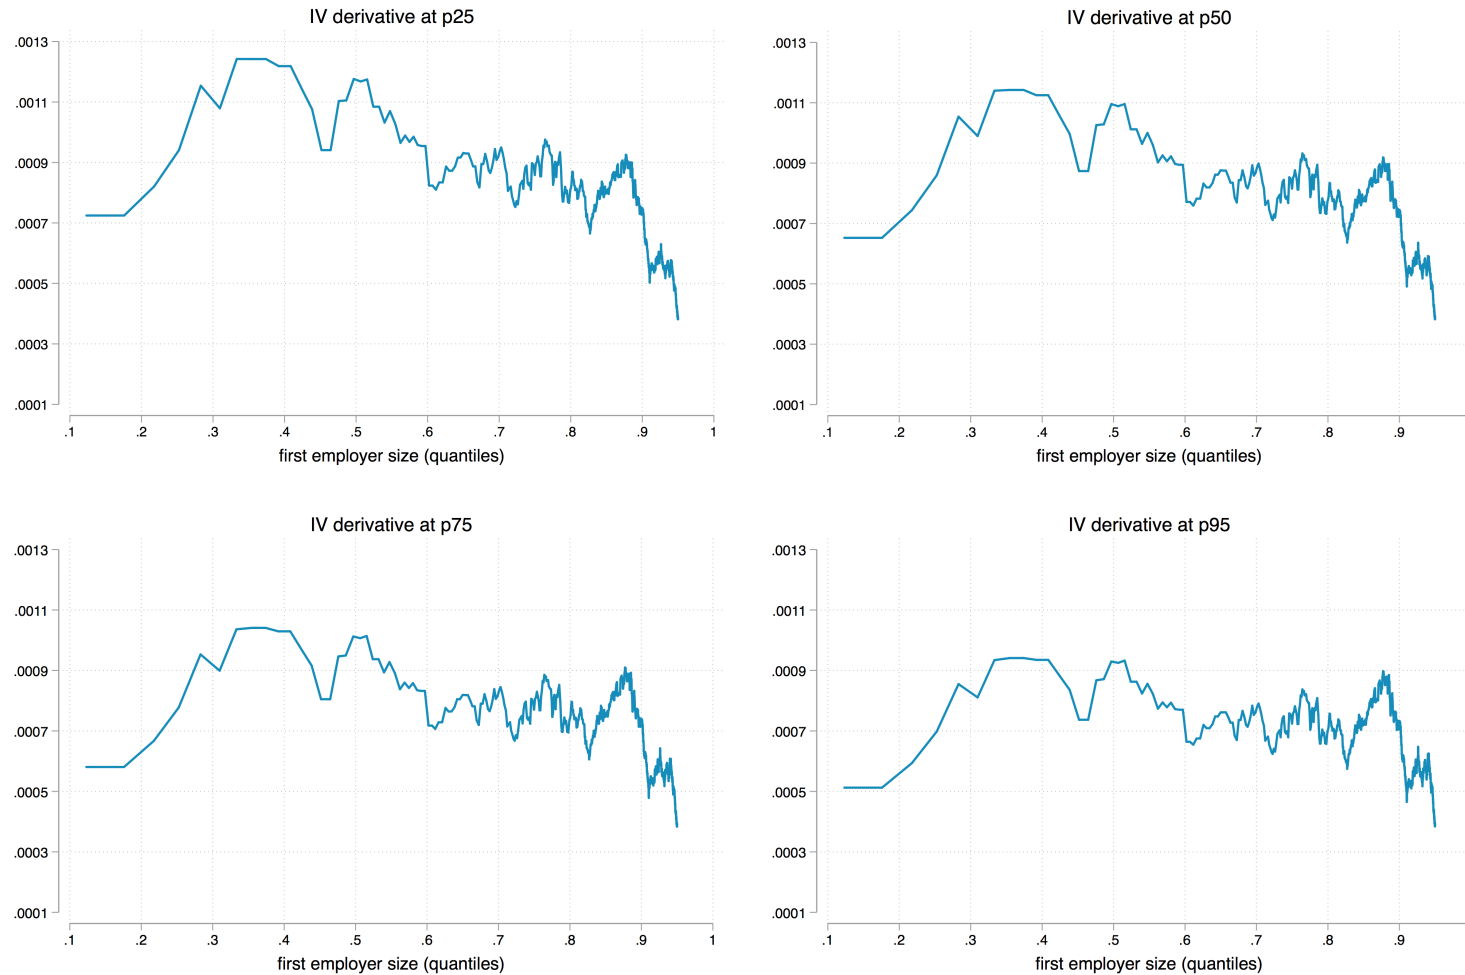 IV derivative at p25
.0013
.0011
.0009
.0007
.0005
.0003
.0001
.1 .2 .3 .4 .5 .6 .7 .8 .9 1
first employer size (quantiles)
IV derivative at p50
.0013
.0011
.0009
.0007
.0005
.0003
.0001
.1 .2 .3 .4 .5 .6 .7 .8 .9
first employer size (quantiles)
IV derivative at p75
.0013
.0011
.0009
.0007
.0005
.0003
.0001
.1 .2 .3 .4 .5 .6 .7 .8 .9 1
first employer size (quantiles)
IV derivative at p95
.0013
.0011
.0009
.0007
.0005
.0003
.0001
.1 .2 .3 .4 .5 .6 .7 .8 .9
first employer size (quantiles)